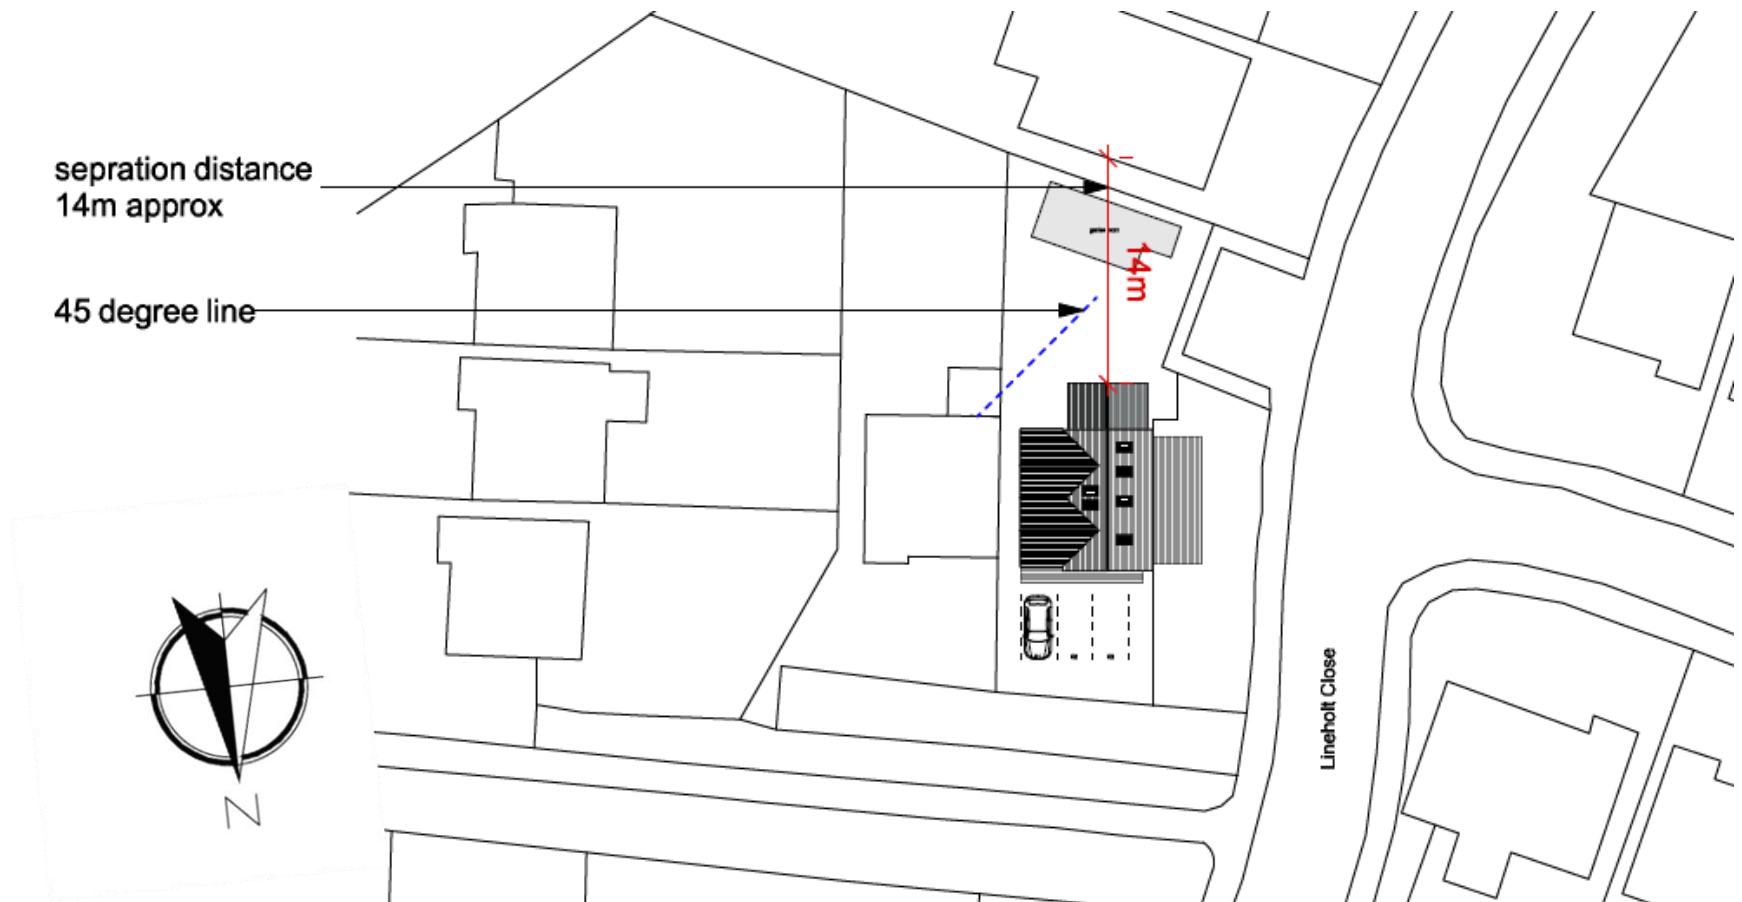 sepration distance
14m approx
14m
45 degree line
Lineholt Close
N